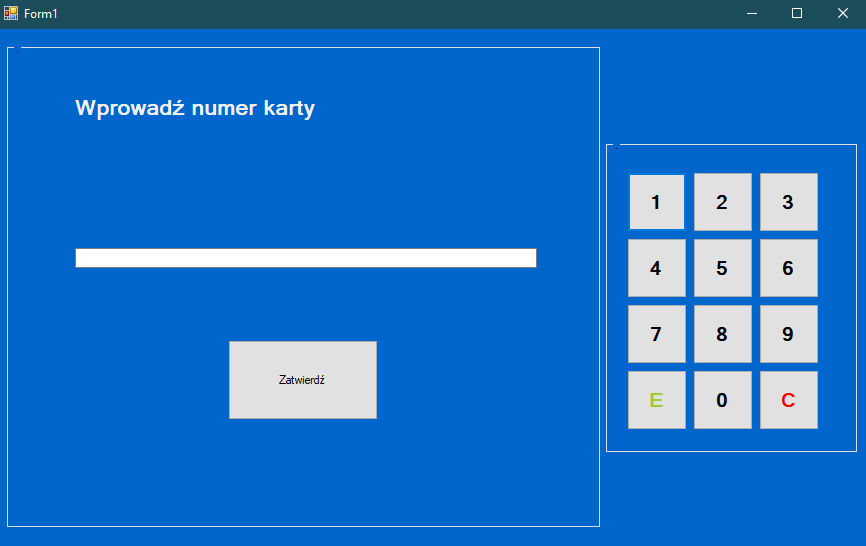 Form1
Wprowadź numer karty
Zatwierdź
1 2 3
4 5 6
7 8 9
E 0 C